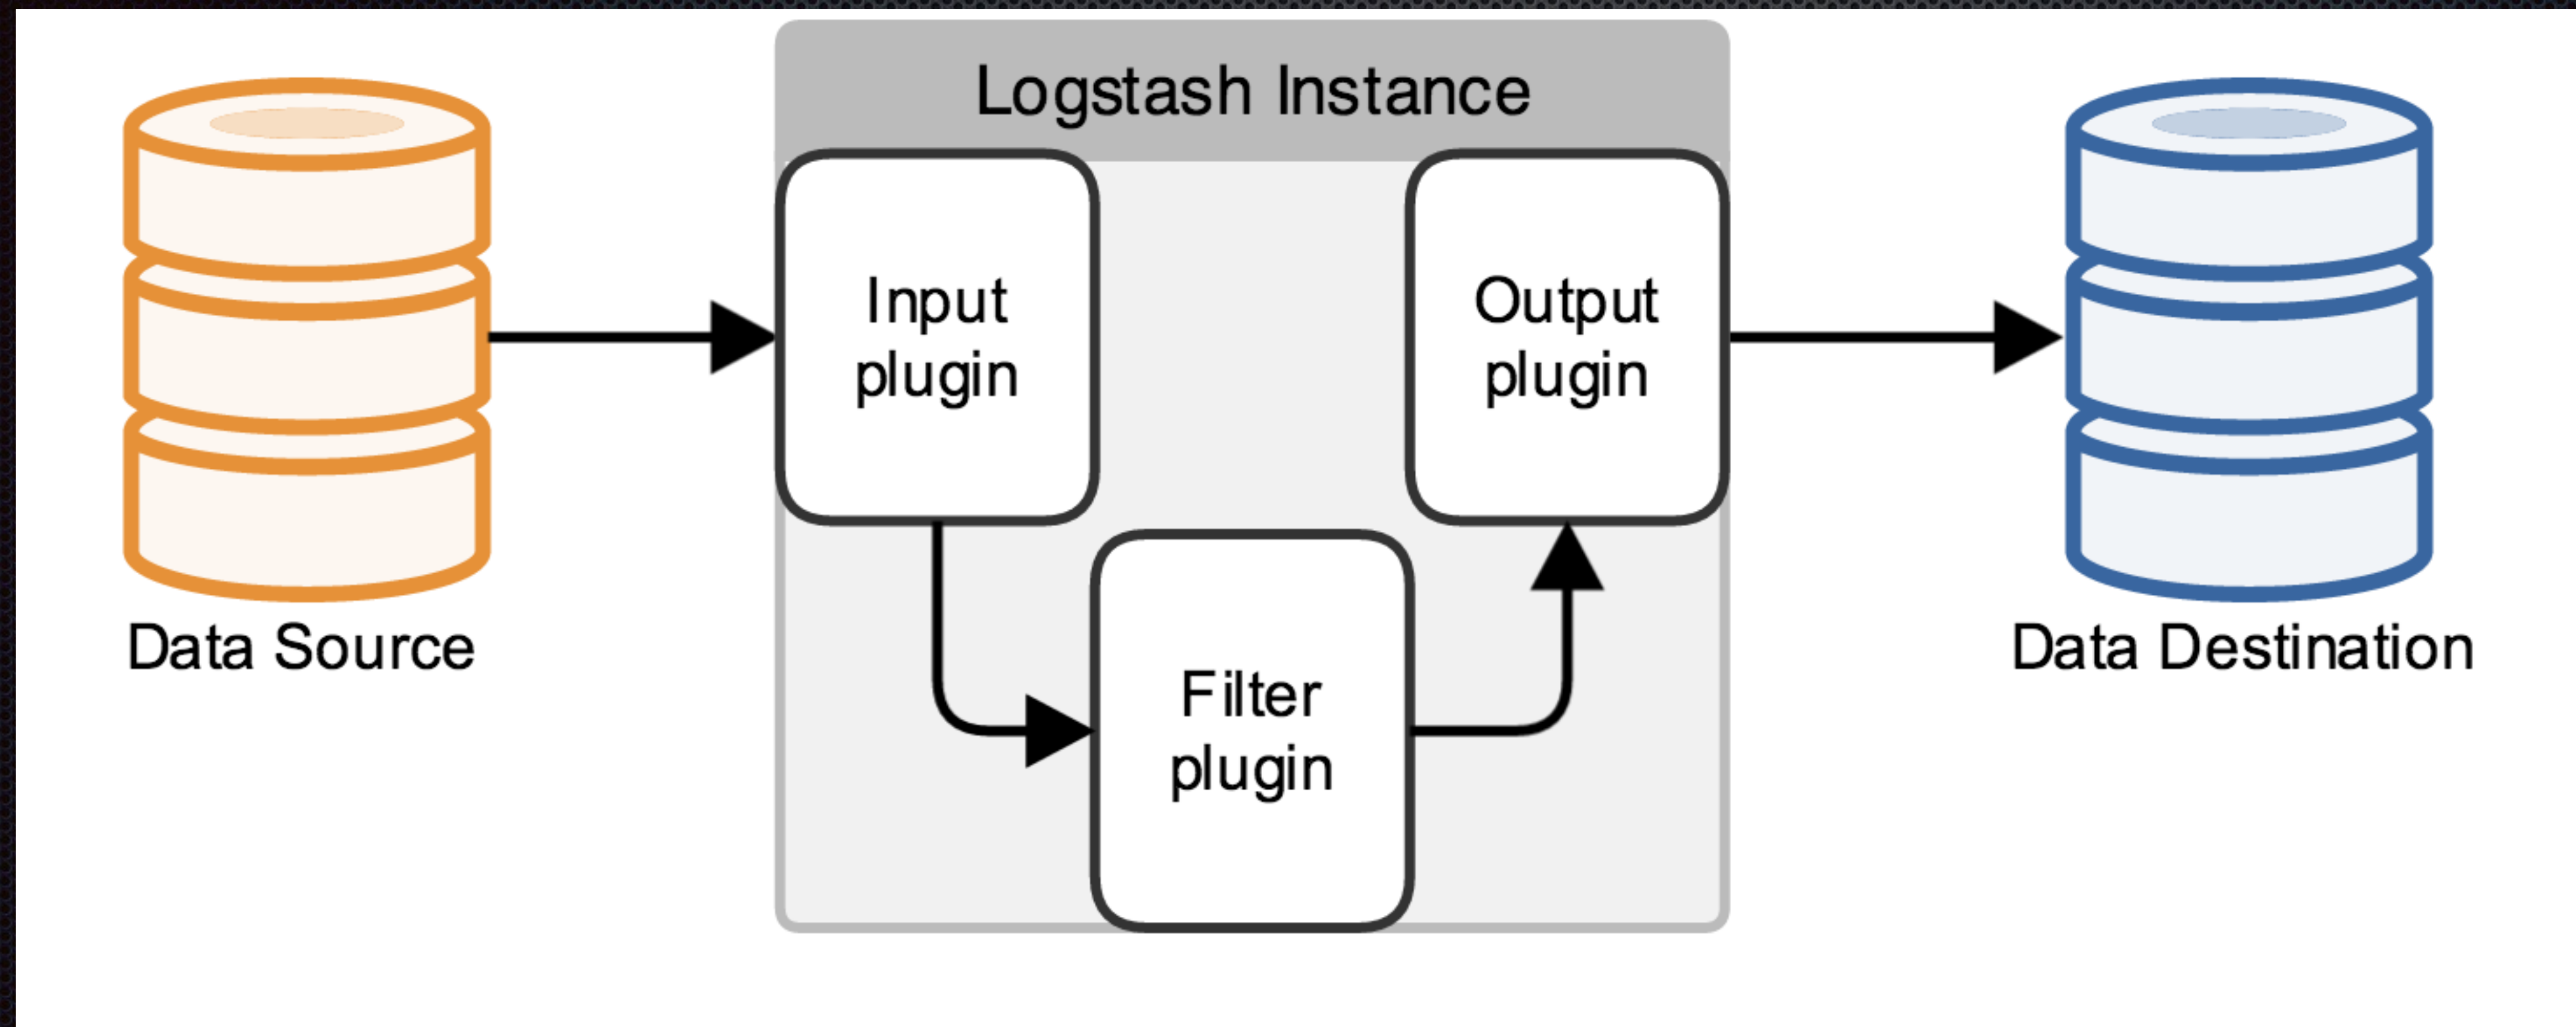 Logstash Instance
Input
plugin
Output
plugin
Data Source
Data Destination
Filter
plugin